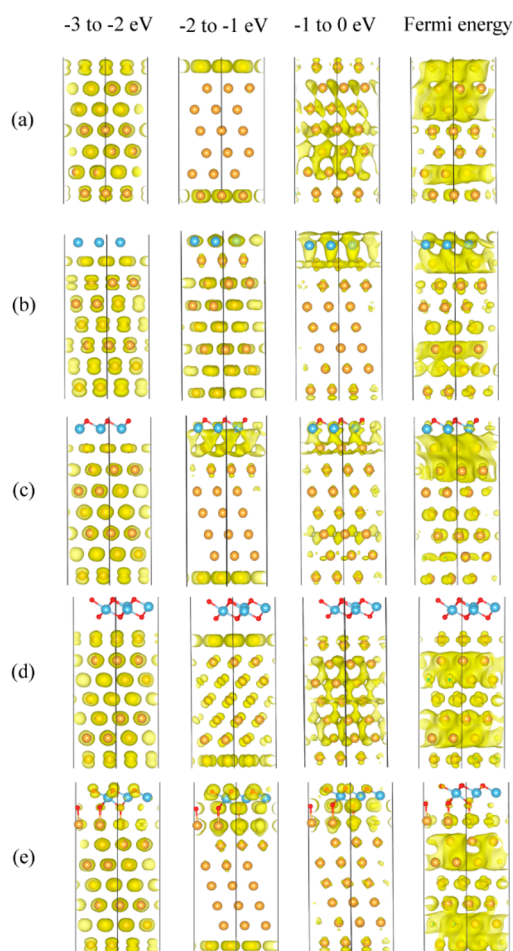 -3 to -2 eV -2 to -1 eV -1 to 0 eV Fermi energy
(a)
(b)
(c)
(d)
(e)